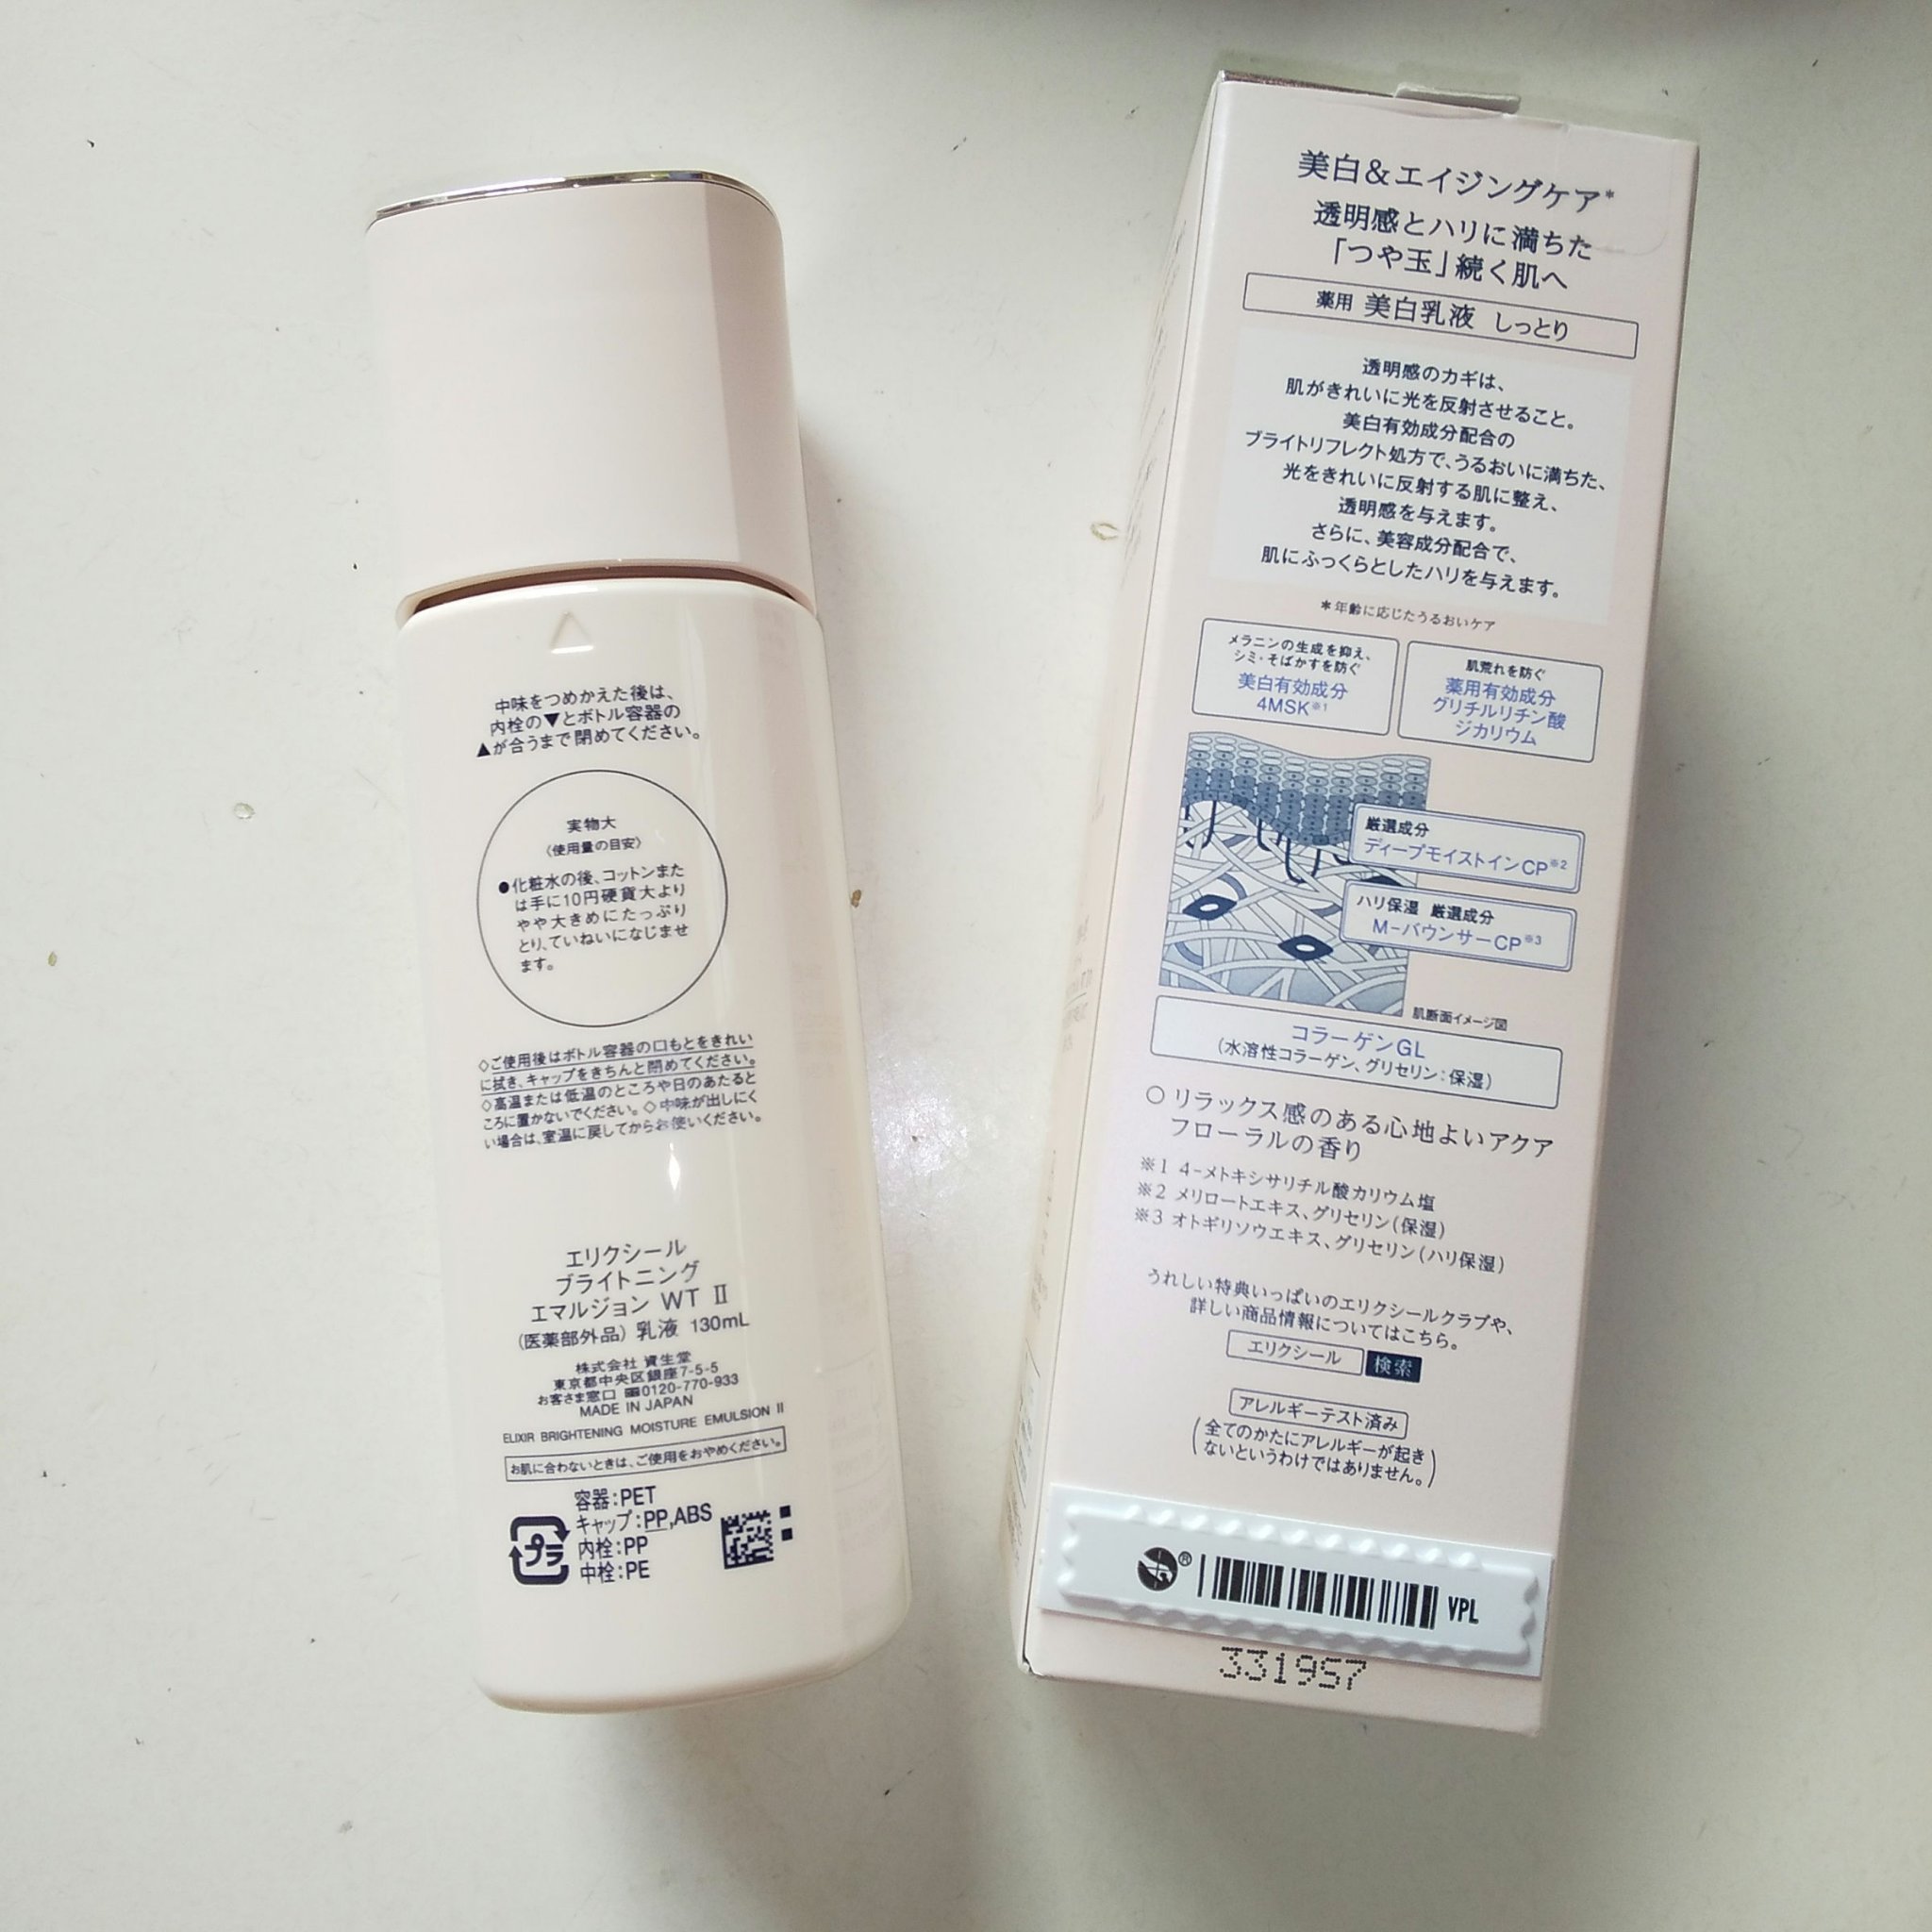 中味をつめかえた後は、
内栓の▼とボトル容器の
▲が合うまで閉めてください。
実物大
〈使用量の目安〉
●化粧水の後、コットンまた
は手に10円硬貨大より
やや大きめにたっぷり
とり、ていねいになじませ
ます。
◇ご使用後はボトル容器の口もとをきれい
に拭き、キャップをきちんと閉めてください。
◇高温または低温のところや日のあたると
ころに置かないでください。◇中味が出しにく
い場合は、室温に戻してからお使いください。
エリクシール
ブライトニング
エマルジョン WT II
(医薬部外品) 乳液 130mL
株式会社 資生堂
東京都中央区銀座7-5-5
お客さま窓口 0120-770-933
MADE IN JAPAN
ELIXIR BRIGHTENING MOISTURE EMULSION II
お肌に合わないときは、ご使用をおやめください。
プラ
容器:PET
キャップ:PP,ABS
内栓:PP
中栓:PE
美白&エイジングケア*
透明感とハリに満ちた
「つや玉」続く肌へ
薬用 美白乳液 しっとり
透明感のカギは、
肌がきれいに光を反射させること。
美白有効成分配合の
ブライトリフレクト処方で、うるおいに満ちた、
光をきれいに反射する肌に整え、
透明感を与えます。
さらに、美容成分配合で、
肌にふっくらとしたハリを与えます。
*年齢に応じたうるおいケア
メラニンの生成を抑え、
シミ・そばかすを防ぐ
美白有効成分
4MSK※1
肌荒れを防ぐ
薬用有効成分
グリチルリチン酸
ジカリウム
厳選成分
ディープモイストインCP※2
ハリ保湿 厳選成分
M-バウンサーCP※3
肌断面イメージ図
コラーゲンGL
(水溶性コラーゲン、グリセリン:保湿)
○ リラックス感のある心地よいアクア
フローラルの香り
※1 4-メトキシサリチル酸カリウム塩
※2 メリロートエキス、グリセリン(保湿)
※3 オトギリソウエキス、グリセリン(ハリ保湿)
うれしい特典いっぱいのエリクシールクラブや、
詳しい商品情報についてはこちら。
エリクシール 検索
アレルギーテスト済み
(全てのかたにアレルギーが起き
ないというわけではありません。)
® VPL
331957